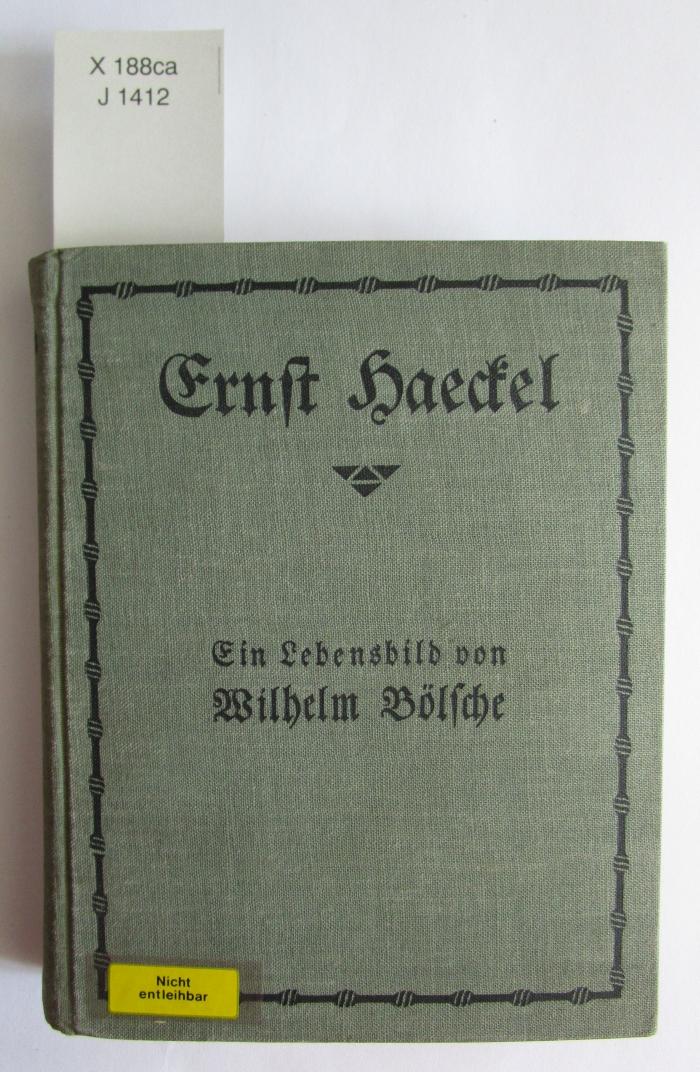 X 188ca
J 1412
Ernſt Haeckel
Ein Lebensbild von
Wilhelm Bölſche
Nicht
entleihbar